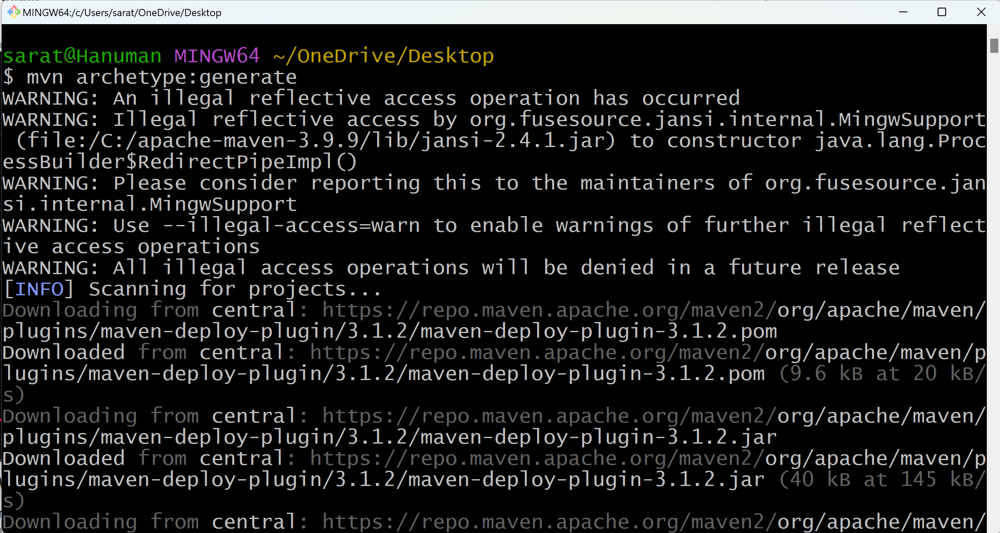 MINGW64:/c/Users/sarat/OneDrive/Desktop
sarat@Hanuman MINGW64 ~/OneDrive/Desktop
$ mvn archetype:generate
WARNING: An illegal reflective access operation has occurred
WARNING: Illegal reflective access by org.fusesource.jansi.internal.MingwSupport
 (file:/C:/apache-maven-3.9.9/lib/jansi-2.4.1.jar) to constructor java.lang.Proc
essBuilder$RedirectPipeImpl()
WARNING: Please consider reporting this to the maintainers of org.fusesource.jan
si.internal.MingwSupport
WARNING: Use --illegal-access=warn to enable warnings of further illegal reflect
ive access operations
WARNING: All illegal access operations will be denied in a future release
[INFO] Scanning for projects...
Downloading from central: https://repo.maven.apache.org/maven2/org/apache/maven/
plugins/maven-deploy-plugin/3.1.2/maven-deploy-plugin-3.1.2.pom
Downloaded from central: https://repo.maven.apache.org/maven2/org/apache/maven/p
lugins/maven-deploy-plugin/3.1.2/maven-deploy-plugin-3.1.2.pom (9.6 kB at 20 kB/
s)
Downloading from central: https://repo.maven.apache.org/maven2/org/apache/maven/
plugins/maven-deploy-plugin/3.1.2/maven-deploy-plugin-3.1.2.jar
Downloaded from central: https://repo.maven.apache.org/maven2/org/apache/maven/p
lugins/maven-deploy-plugin/3.1.2/maven-deploy-plugin-3.1.2.jar (40 kB at 145 kB/
s)
Downloading from central: https://repo.maven.apache.org/maven2/org/apache/maven/